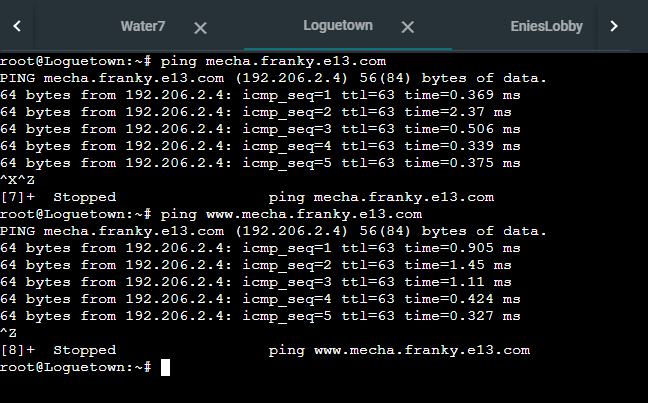 Water7
Loguetown
EniesLobby
root@Loguetown:~# ping mecha.franky.e13.com
PING mecha.franky.e13.com (192.206.2.4) 56(84) bytes of data.
64 bytes from 192.206.2.4: icmp_seq=1 ttl=63 time=0.369 ms
64 bytes from 192.206.2.4: icmp_seq=2 ttl=63 time=2.37 ms
64 bytes from 192.206.2.4: icmp_seq=3 ttl=63 time=0.506 ms
64 bytes from 192.206.2.4: icmp_seq=4 ttl=63 time=0.339 ms
64 bytes from 192.206.2.4: icmp_seq=5 ttl=63 time=0.375 ms
^X^Z
[7]+  Stopped                 ping mecha.franky.e13.com
root@Loguetown:~# ping www.mecha.franky.e13.com
PING mecha.franky.e13.com (192.206.2.4) 56(84) bytes of data.
64 bytes from 192.206.2.4: icmp_seq=1 ttl=63 time=0.905 ms
64 bytes from 192.206.2.4: icmp_seq=2 ttl=63 time=1.45 ms
64 bytes from 192.206.2.4: icmp_seq=3 ttl=63 time=1.11 ms
64 bytes from 192.206.2.4: icmp_seq=4 ttl=63 time=0.424 ms
64 bytes from 192.206.2.4: icmp_seq=5 ttl=63 time=0.327 ms
^Z
[8]+  Stopped                 ping www.mecha.franky.e13.com
root@Loguetown:~#